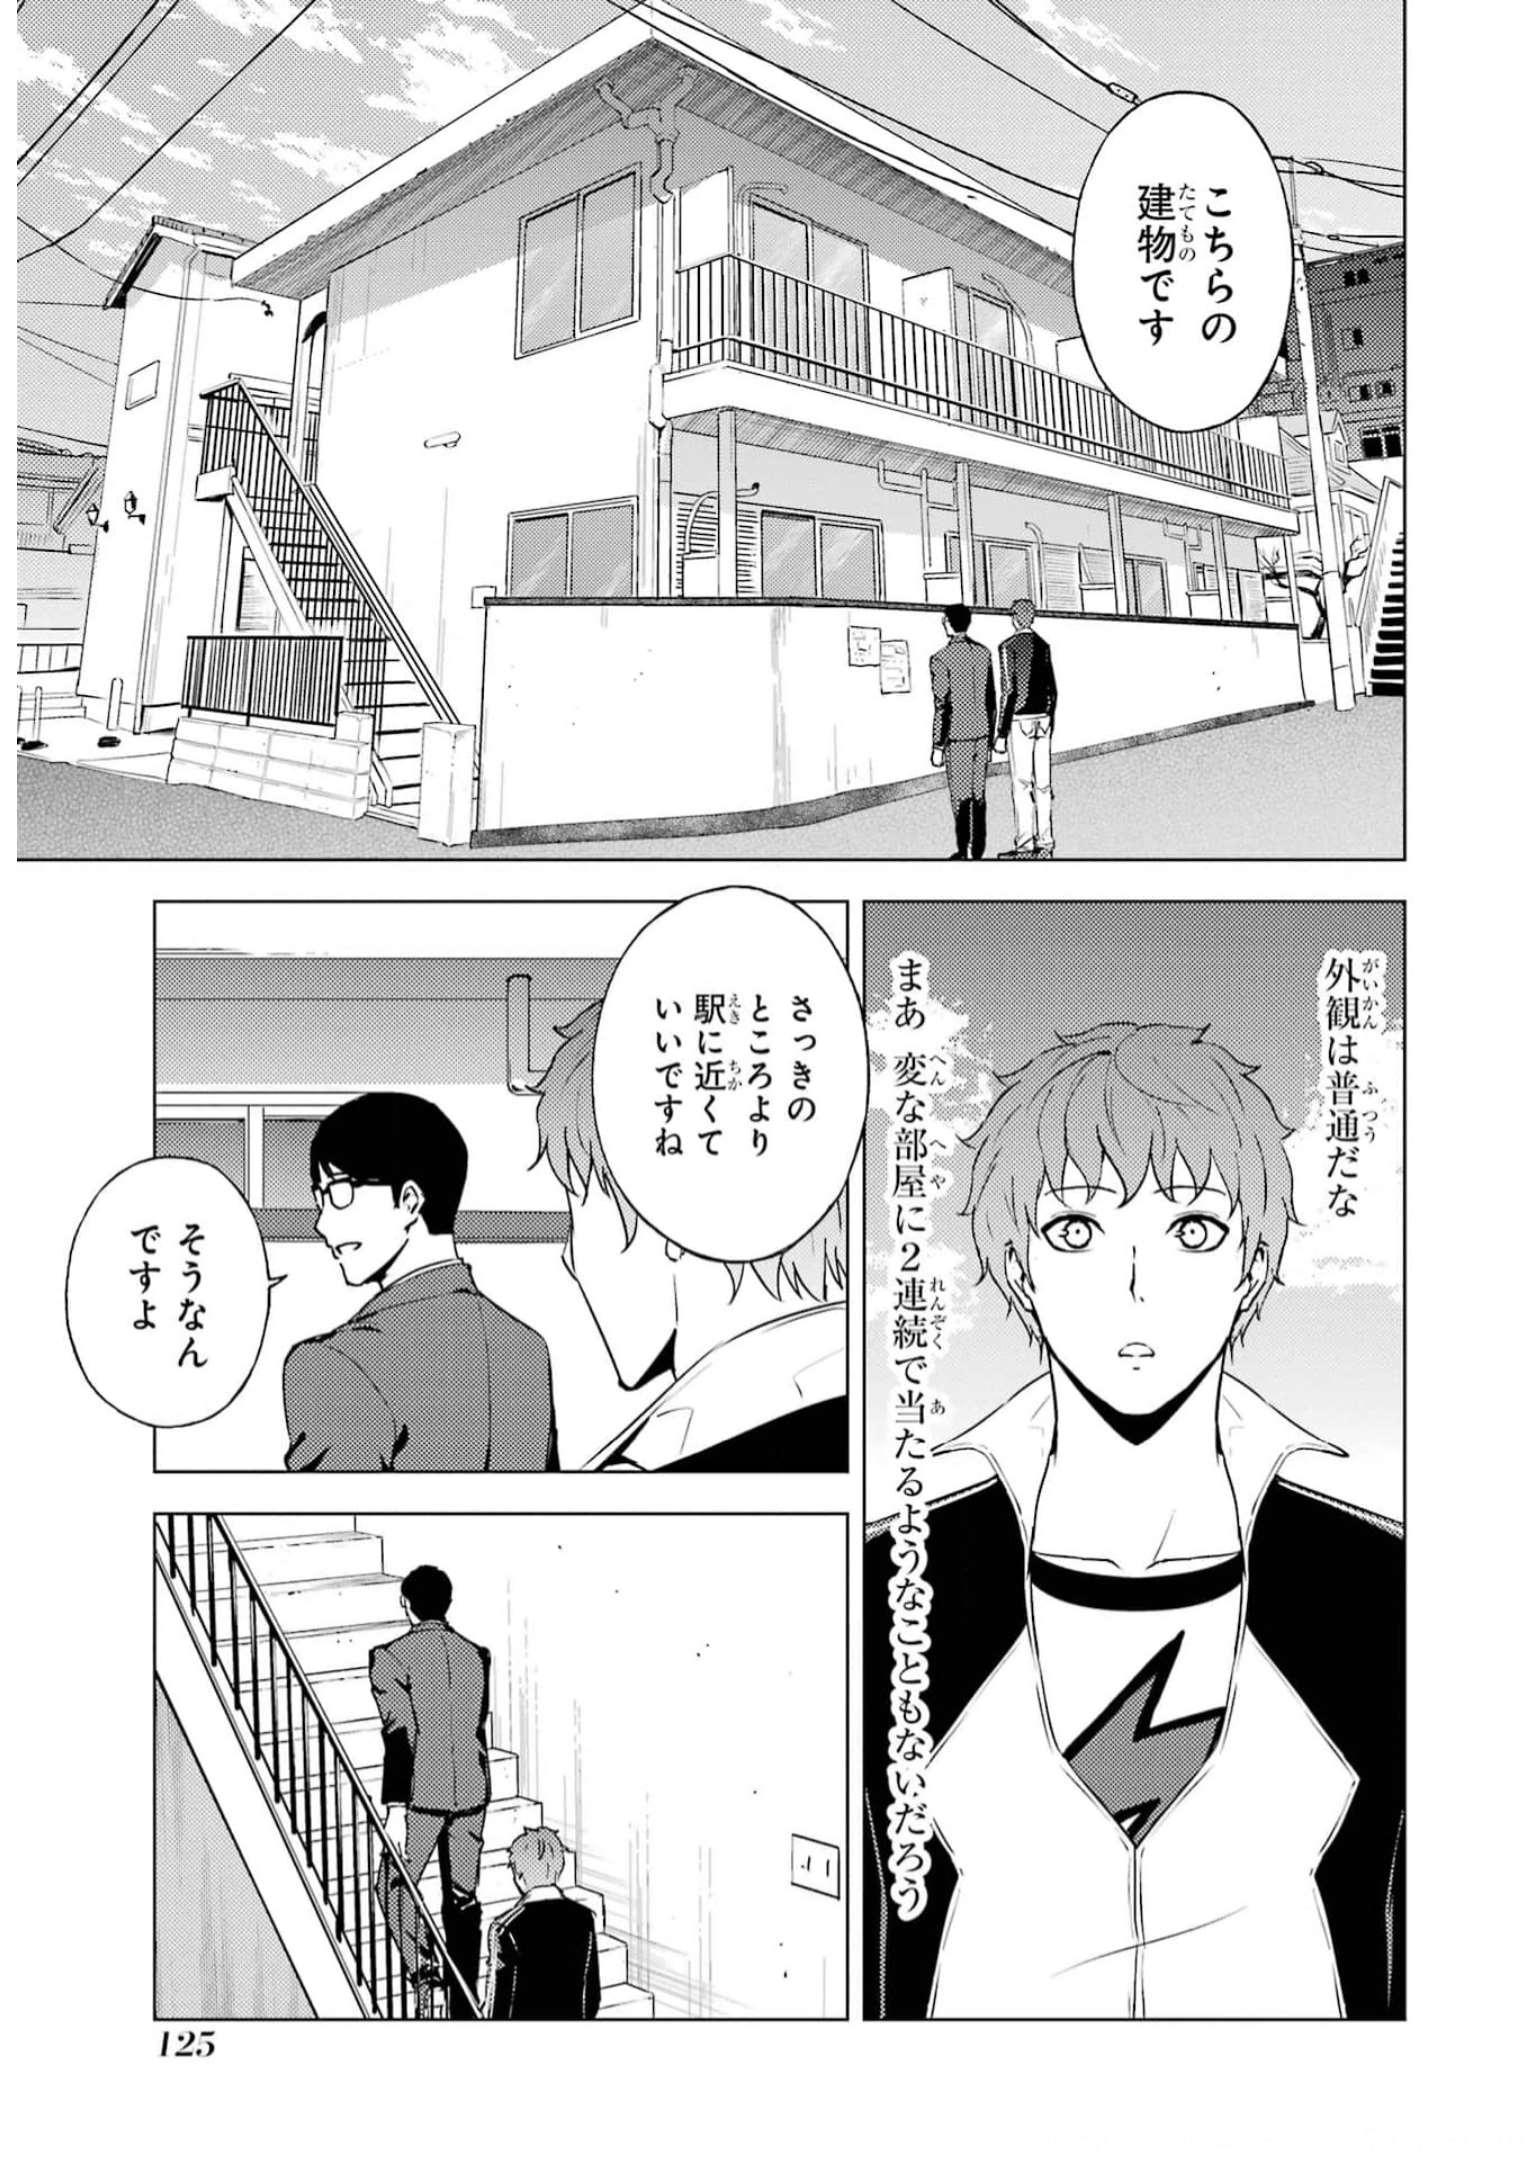 こちらの
建物です
外観は普通だな
まあ 変な部屋に2連続で当たるようなこともないだろう
さっきの
ところより
駅に近くて
いいですね
そうなん
ですよ
125